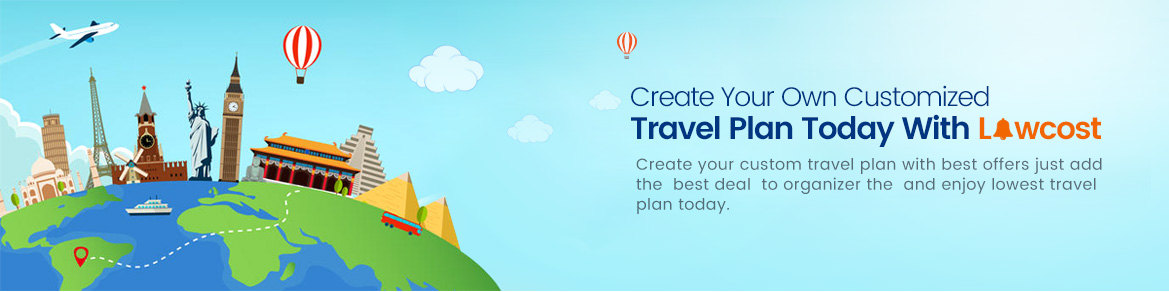 Create Your Own Customized
Travel Plan Today With Lowcost
Create your custom travel plan with best offers just add
the best deal to organizer the and enjoy lowest travel
plan today.